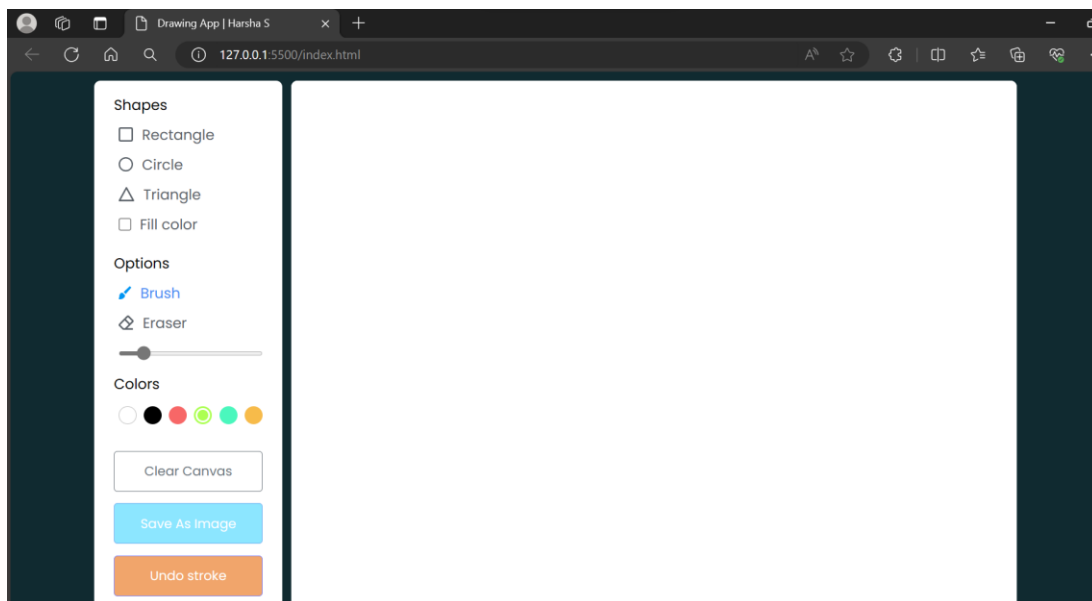 Drawing App | Harsha S
127.0.0.1:5500/index.html
Shapes
Rectangle
Circle
Triangle
Fill color
Options
Brush
Eraser
Colors
Clear Canvas
Save As Image
Undo stroke